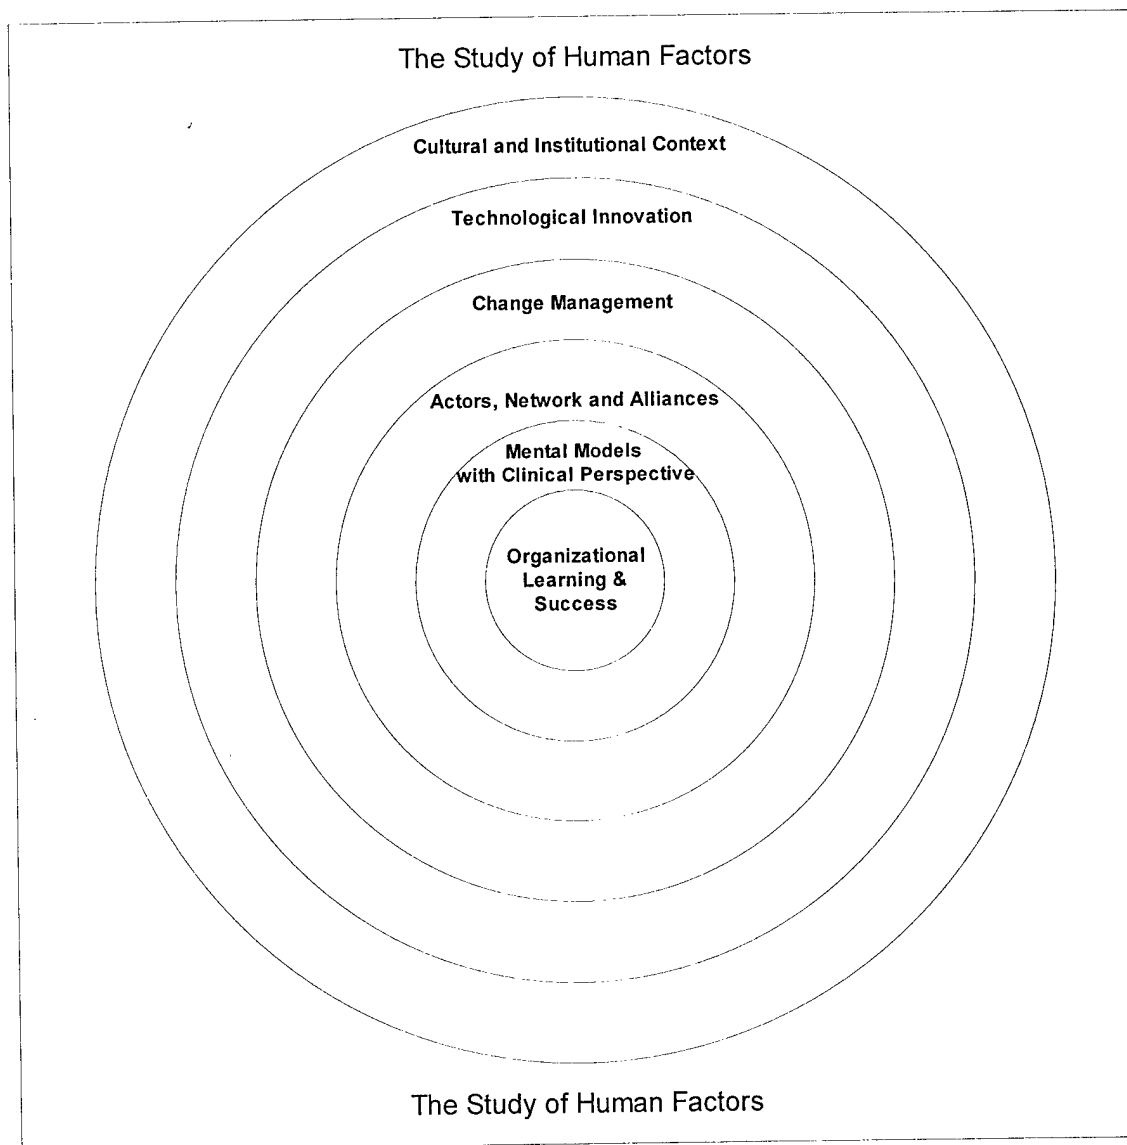 The Study of Human Factors
Cultural and Institutional Context
Technological Innovation
Change Management
Actors, Network and Alliances
Mental Models
with Clinical Perspective
Organizational
Learning &
Success
The Study of Human Factors